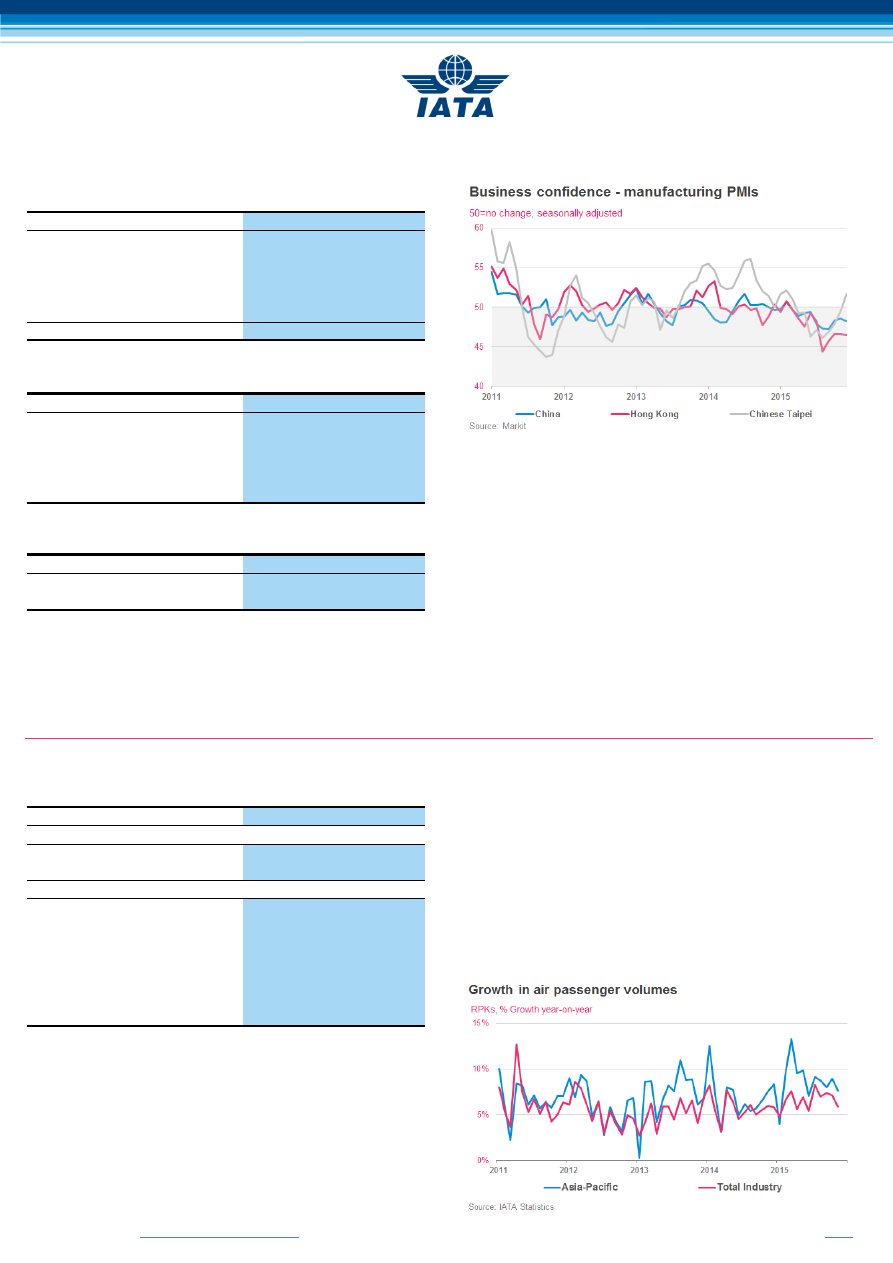 IATA
Business confidence - manufacturing PMIs
50=no change, seasonally adjusted
60
55
50
45
40
2011 2012 2013 2014 2015
China Hong Kong Chinese Taipei
Source: Markit
Growth in air passenger volumes
RPKs, % Growth year-on-year
15%
10%
5%
0%
2011 2012 2013 2014 2015
Asia-Pacific Total Industry
Source: IATA Statistics